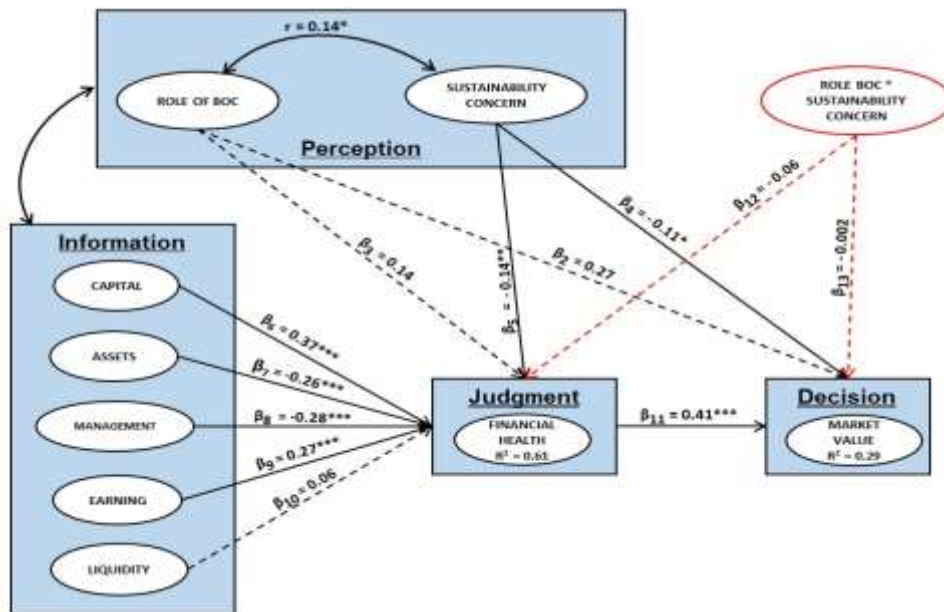 r = 0.14*
ROLE OF BOC
SUSTAINABILITY
CONCERN
Perception
ROLE BOC *
SUSTAINABILITY
CONCERN
β12 = -0.06
β13 = -0.002
β4 = -0.11*
β2 = 0.27
β3 = 0.14
β5 = - 0.14**
Information
CAPITAL
ASSETS
MANAGEMENT
EARNING
LIQUIDITY
β6 = 0.37***
β7 = -0.26***
β8 = -0.28***
β9 = 0.27***
β10 = 0.06
Judgment
FINANCIAL
HEALTH
R² = 0.61
β11 = 0.41***
Decision
MARKET
VALUE
R² = 0.29